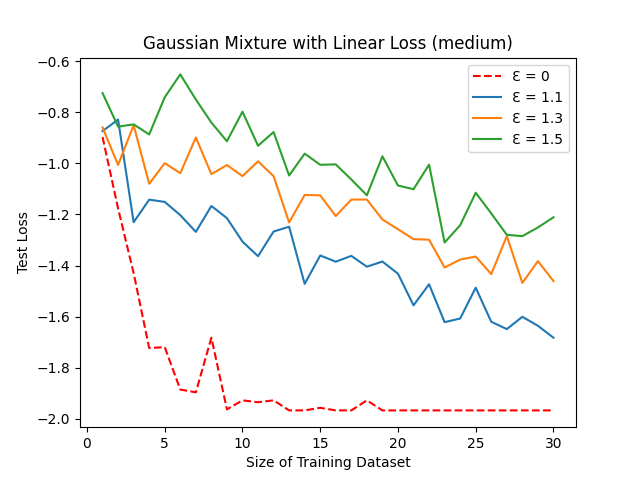 Gaussian Mixture with Linear Loss (medium)
Test Loss
−0.6
−0.8
−1.0
−1.2
−1.4
−1.6
−1.8
−2.0
ℇ = 0
ℇ = 1.1
ℇ = 1.3
ℇ = 1.5
0 5 10 15 20 25 30
Size of Training Dataset